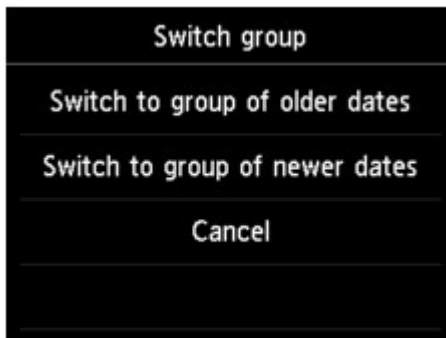 Switch group
Switch to group of older dates
Switch to group of newer dates
Cancel